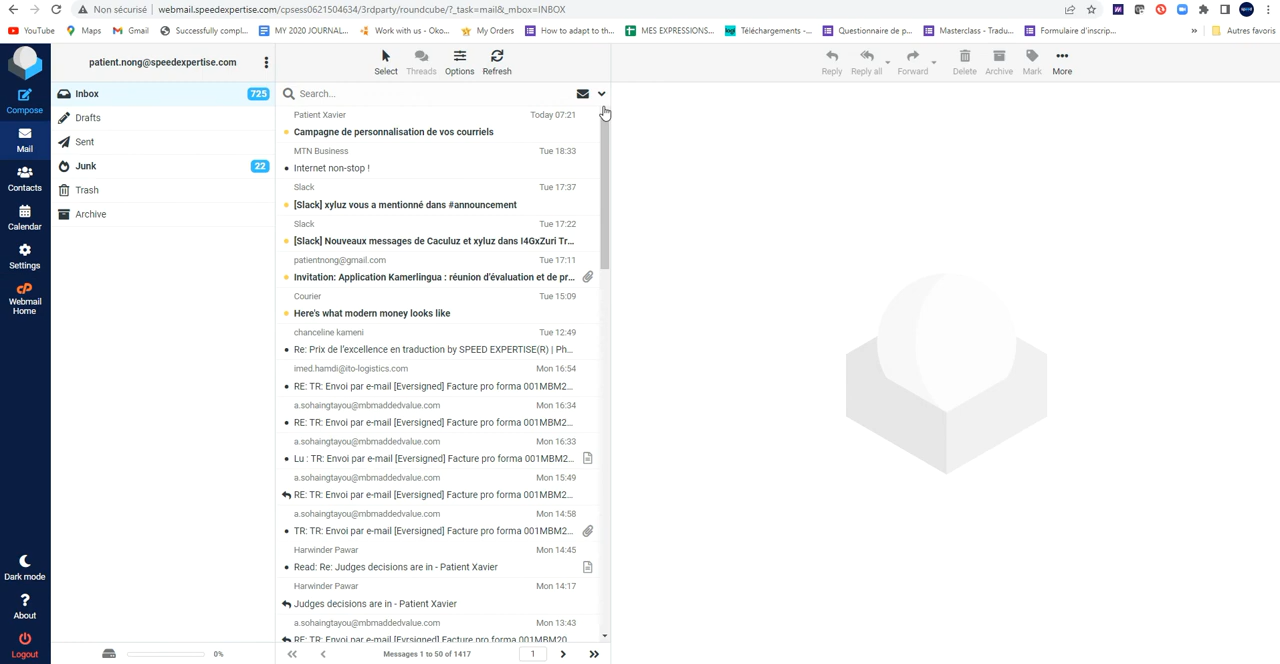 Non sécurisé
webmail.speedexpertise.com/cpsess0621504634/3rdparty/roundcube/?_task=mail&_mbox=INBOX
YouTube
Maps
Gmail
Successfully compl...
MY 2020 JOURNAL...
Work with us - Oko...
My Orders
How to adapt to th...
MES EXPRESSIONS...
Téléchargements -...
Questionnaire de p...
Masterclass - Tradu...
Formulaire d'inscrip...
»
Autres favoris
patient.nong@speedexpertise.com
Select
Threads
Options
Refresh
Reply
Reply all
Forward
Delete
Archive
Mark
More
Compose
Mail
Contacts
Calendar
Settings
Webmail
Home
Dark mode
About
Logout
Inbox 725
Drafts
Sent
Junk 22
Trash
Archive
0%
Search...
Patient Xavier Today 07:21
Campagne de personnalisation de vos courriels
MTN Business Tue 18:33
Internet non-stop !
Slack Tue 17:37
[Slack] xyluz vous a mentionné dans #announcement
Slack Tue 17:22
[Slack] Nouveaux messages de Caculuz et xyluz dans I4GxZuri Tr...
patientnong@gmail.com Tue 17:11
Invitation: Application Kamerlingua : réunion d'évaluation et de pr...
Courier Tue 15:09
Here's what modern money looks like
chanceline kameni Tue 12:49
Re: Prix de l'excellence en traduction by SPEED EXPERTISE(R) | Ph...
imed.hamdi@ito-logistics.com Mon 16:54
RE: TR: Envoi par e-mail [Eversigned] Facture pro forma 001MBM2...
a.sohaingtayou@mbmaddedvalue.com Mon 16:34
RE: TR: Envoi par e-mail [Eversigned] Facture pro forma 001MBM2...
a.sohaingtayou@mbmaddedvalue.com Mon 16:33
Lu : TR: Envoi par e-mail [Eversigned] Facture pro forma 001MBM2...
a.sohaingtayou@mbmaddedvalue.com Mon 15:49
RE: TR: Envoi par e-mail [Eversigned] Facture pro forma 001MBM2...
a.sohaingtayou@mbmaddedvalue.com Mon 14:58
TR: TR: Envoi par e-mail [Eversigned] Facture pro forma 001MBM2...
Harwinder Pawar Mon 14:45
Read: Re: Judges decisions are in - Patient Xavier
Harwinder Pawar Mon 14:17
Judges decisions are in - Patient Xavier
a.sohaingtayou@mbmaddedvalue.com Mon 13:43
RE: TR: Envoi par e-mail [Eversigned] Facture pro forma 001MBM20
Messages 1 to 50 of 1417
1